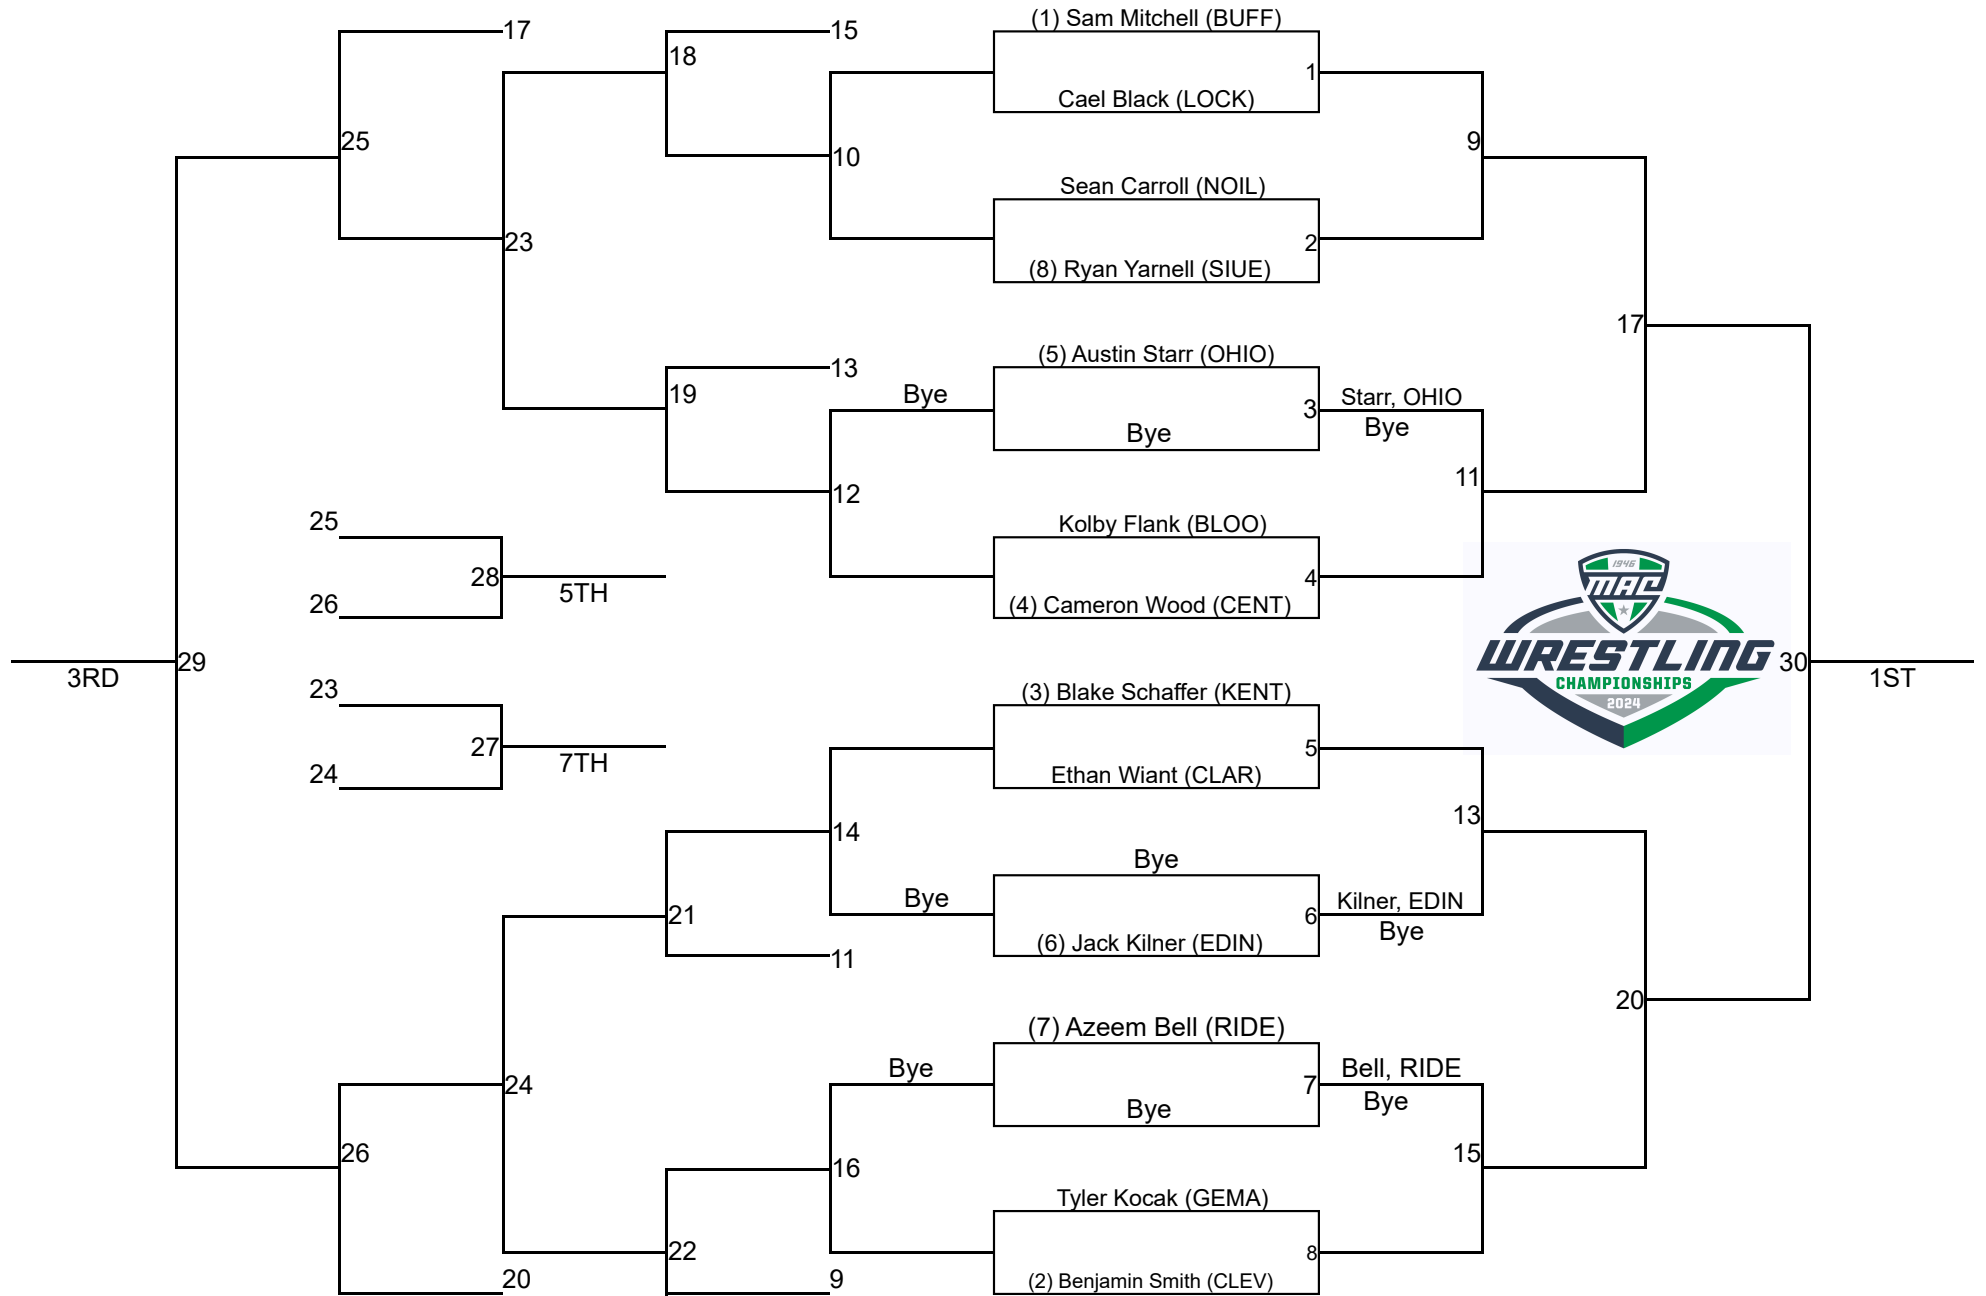 (1) Sam Mitchell (BUFF)
17
15
18
1
Cael Black (LOCK)
25
9
10
Sean Carroll (NOIL)
23
2
(8) Ryan Yarnell (SIUE)
17
(5) Austin Starr (OHIO)
13
19
Bye
3
Starr, OHIO
Bye
Bye
11
12
25
Kolby Flank (BLOO)
28
4
5TH
26
(4) Cameron Wood (CENT)
1946
MAC
WRESTLING
CHAMPIONSHIPS
2024
29
3RD
30
1ST
23
(3) Blake Schaffer (KENT)
27
5
7TH
24
Ethan Wiant (CLAR)
13
14
Bye
Bye
21
6
Kilner, EDIN
Bye
(6) Jack Kilner (EDIN)
11
20
(7) Azeem Bell (RIDE)
Bye
24
7
Bell, RIDE
Bye
Bye
26
15
16
Tyler Kocak (GEMA)
22
8
20
9
(2) Benjamin Smith (CLEV)